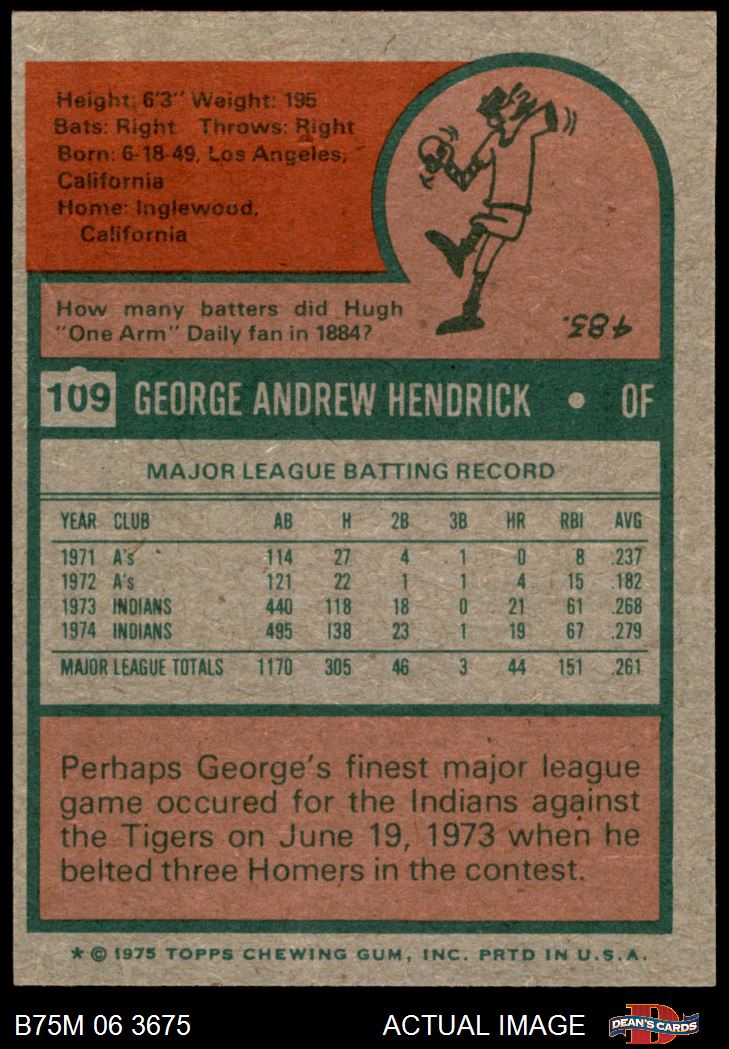 Height: 6'3" Weight: 195
Bats: Right Throws: Right
Born: 6-18-49, Los Angeles,
California
Home: Inglewood,
California
How many batters did Hugh
"One Arm" Daily fan in 1884?
483.
109 GEORGE ANDREW HENDRICK • OF
MAJOR LEAGUE BATTING RECORD
YEAR CLUB AB H 2B 3B HR RBI AVG
1971 A's 114 27 4 1 0 8 .237
1972 A's 121 22 1 1 4 15 .182
1973 INDIANS 440 118 18 0 21 61 .268
1974 INDIANS 495 138 23 1 19 67 .279
MAJOR LEAGUE TOTALS 1170 305 46 3 44 151 .261
Perhaps George's finest major league
game occured for the Indians against
the Tigers on June 19, 1973 when he
belted three Homers in the contest.
* © 1975 TOPPS CHEWING GUM, INC. PRTD IN U.S.A.
B75M 06 3675 ACTUAL IMAGE DEAN'S CARDS